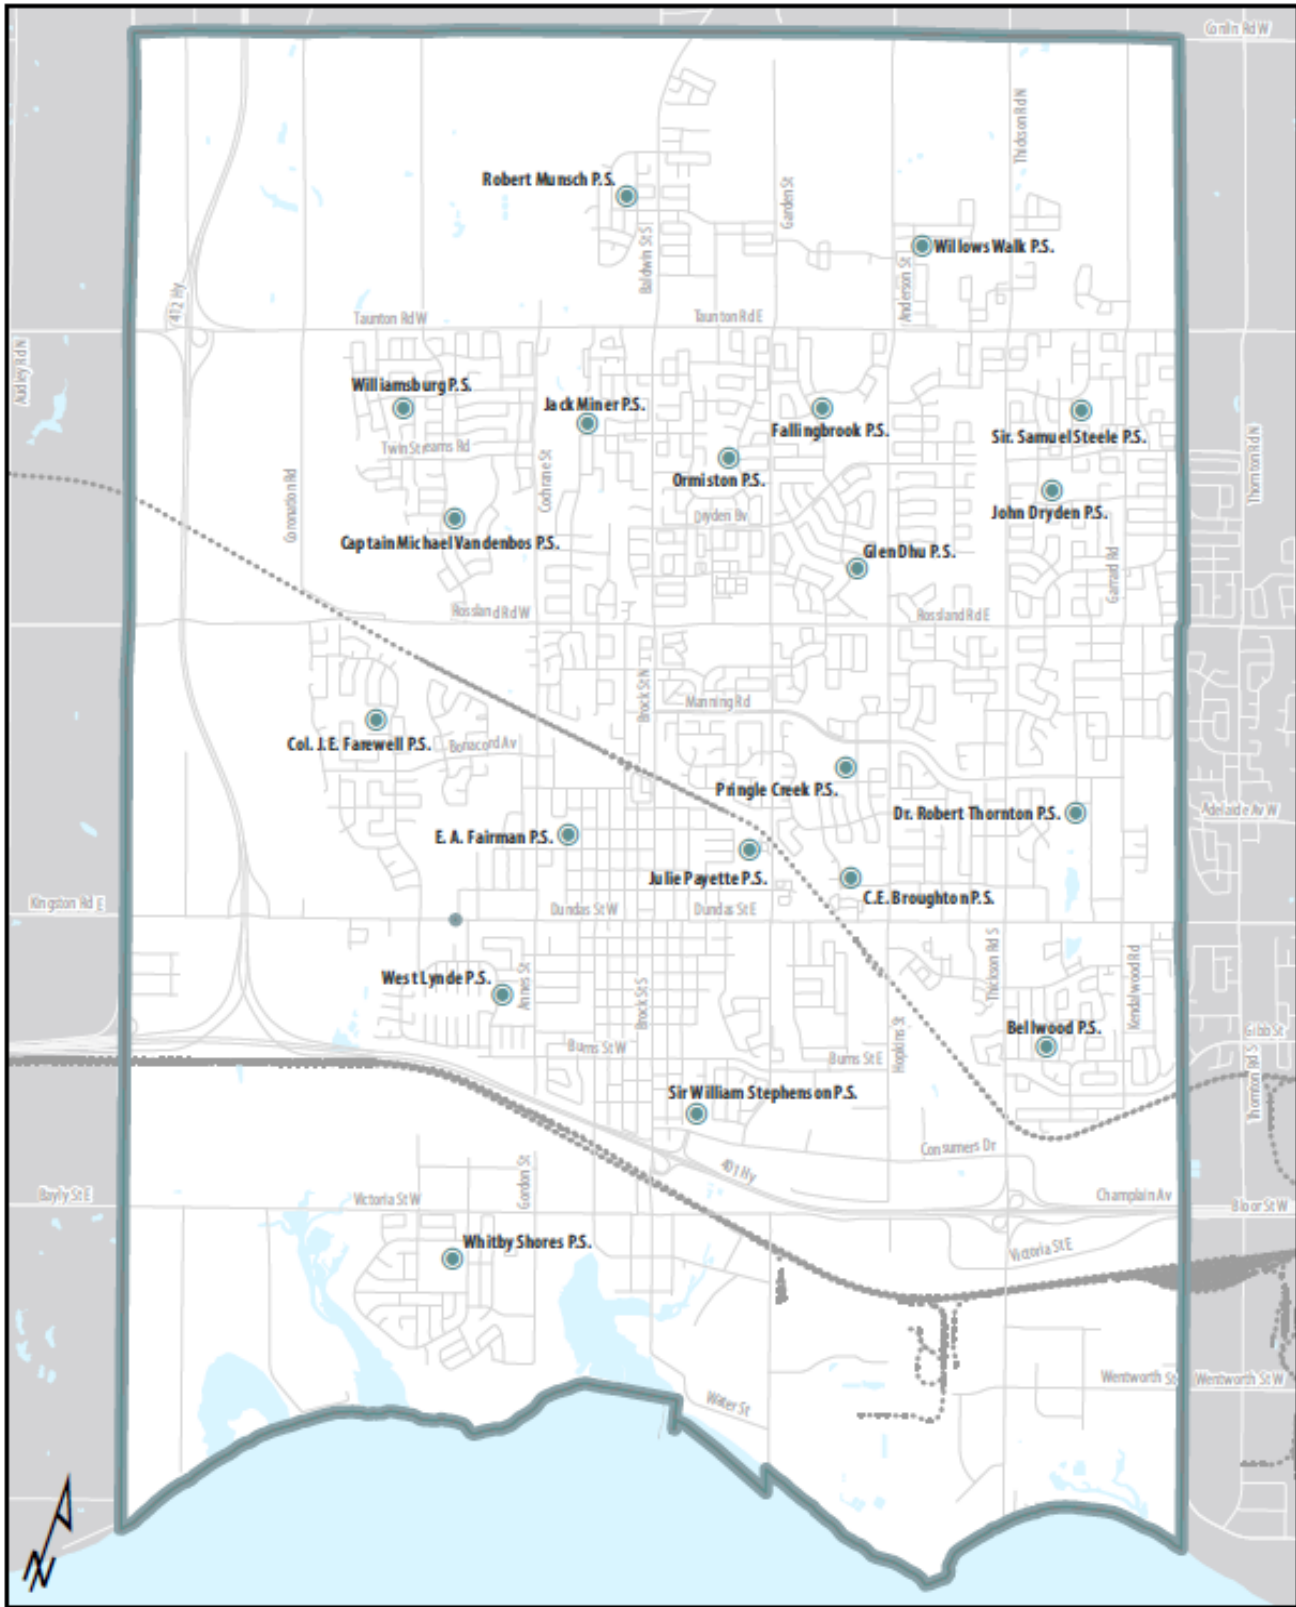 Conlin Rd W
Thickson Rd N
Robert Munsch P.S.
Garden St
Baldwin St S
Willows Walk P.S.
Anderson St
412 Hy
Taunton Rd W
Taunton Rd E
Audley Rd N
Williamsburg P.S.
Jack Miner P.S.
Fallingbrook P.S.
Sir. Samuel Steele P.S.
Twin Streams Rd
Thornton Rd N
Cochrane St
Coronation Rd
Ormiston P.S.
Dryden Bv
John Dryden P.S.
Captain Michael Vandenbos P.S.
Glen Dhu P.S.
Garrard Rd
Rossland Rd W
Rossland Rd E
Brock St N
Manning Rd
Col. J.E. Farewell P.S.
Bonacord Av
Pringle Creek P.S.
Dr. Robert Thornton P.S.
Adelaide Av W
E. A. Fairman P.S.
Julie Payette P.S.
C.E. Broughton P.S.
Kingston Rd E
Dundas St W
Dundas St E
Thickson Rd S
Kendalwood Rd
West Lynde P.S.
Annes St
Brock St S
Bellwood P.S.
Gibb St
Hopkins St
Burns St W
Burns St E
Thornton Rd S
Sir William Stephenson P.S.
Consumers Dr
401 Hy
Gordon St
Bayly St E
Victoria St W
Champlain Av
Bloor St W
Whitby Shores P.S.
Victoria St E
Wentworth St
Wentworth St W
Water St
N